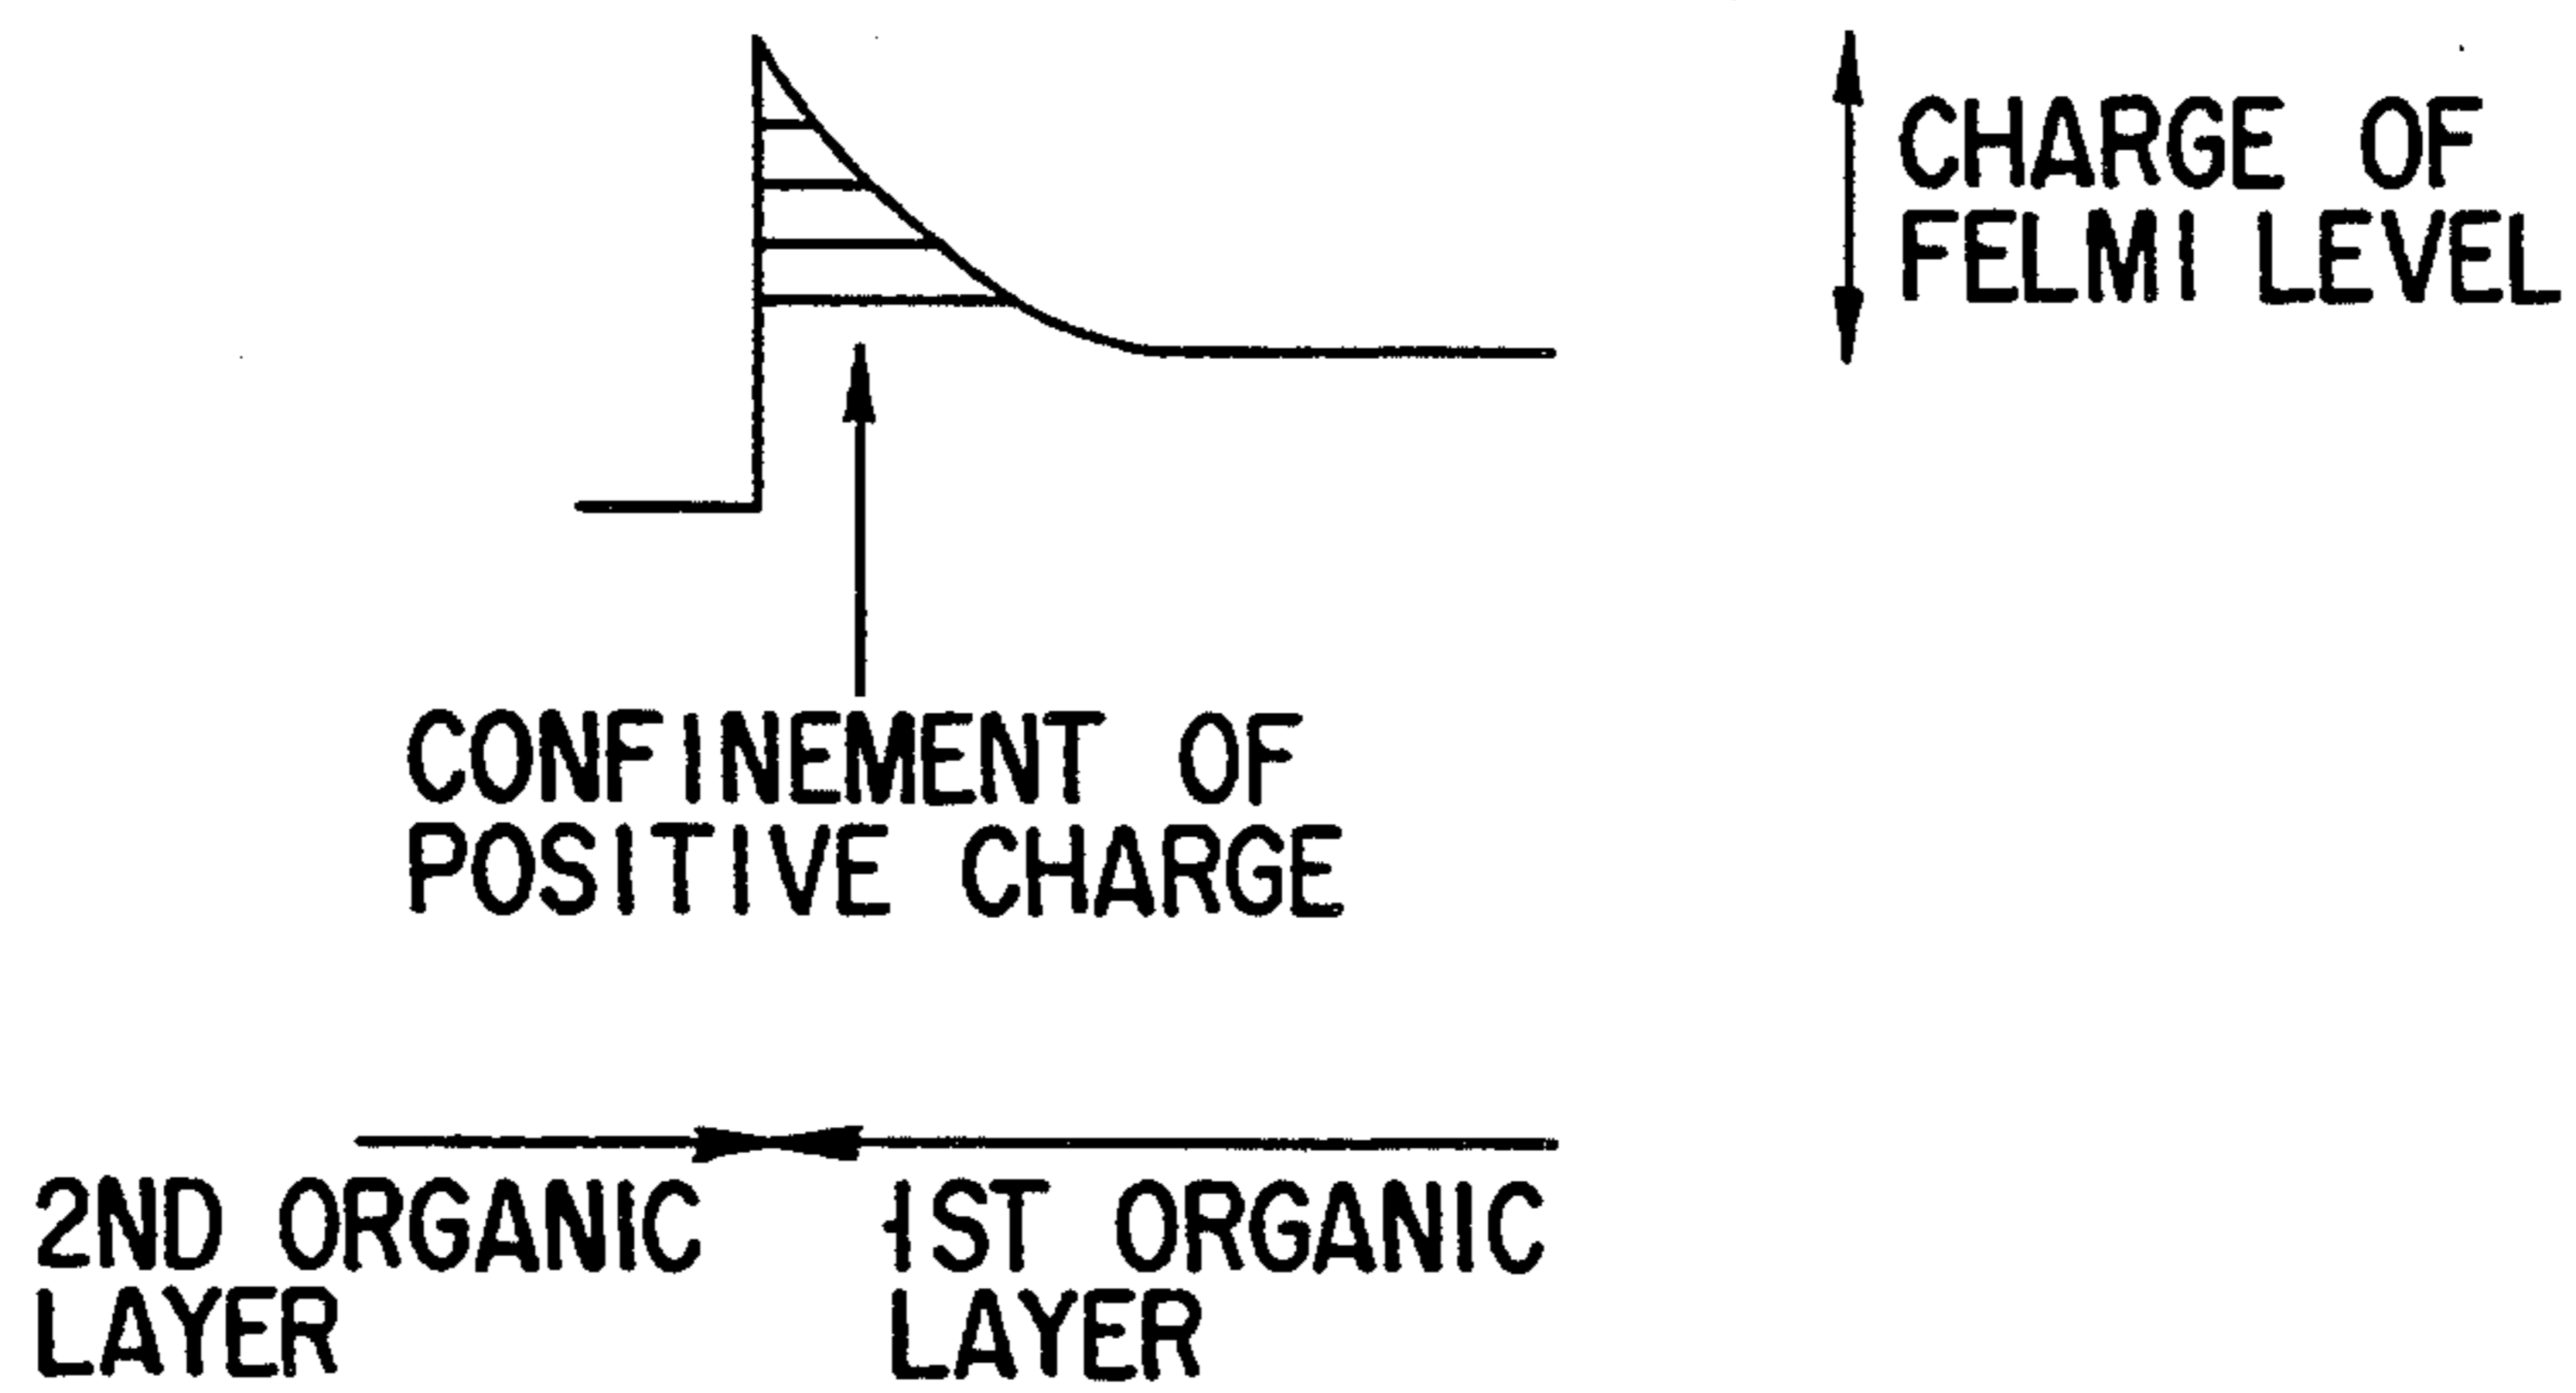 CHARGE OF
FELMI LEVEL
CONFINEMENT OF
POSITIVE CHARGE
2ND ORGANIC
LAYER
1ST ORGANIC
LAYER